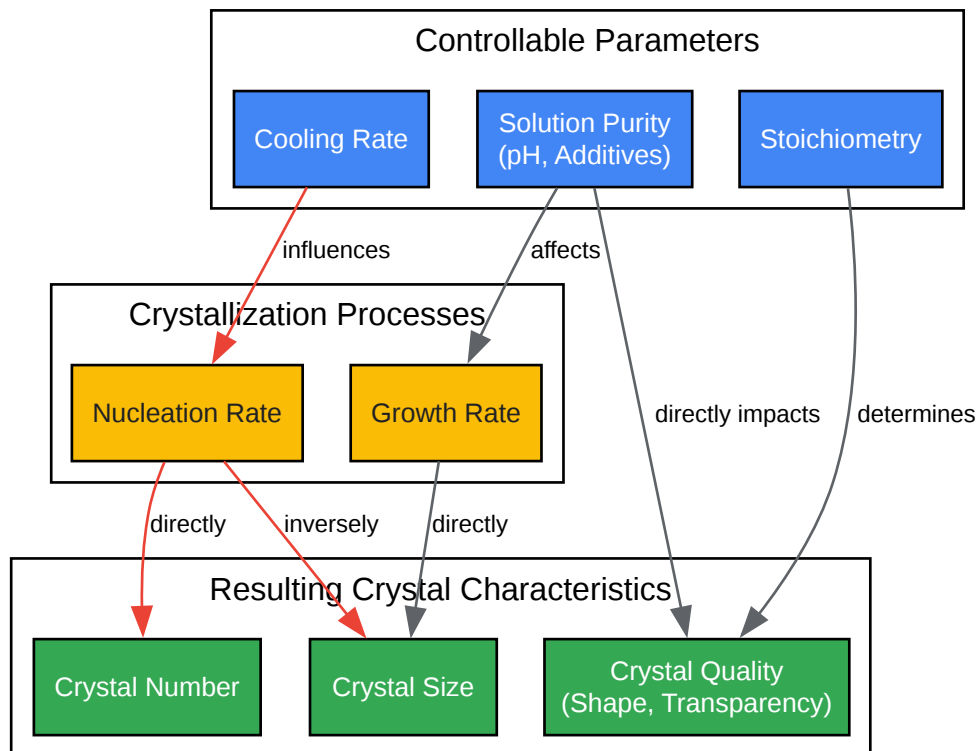 Controllable Parameters
Cooling Rate
Solution Purity
(pH, Additives)
Stoichiometry
influences
affects
Crystallization Processes
Nucleation Rate
Growth Rate
directly impacts
determines
directly
inversely
directly
Resulting Crystal Characteristics
Crystal Number
Crystal Size
Crystal Quality
(Shape, Transparency)